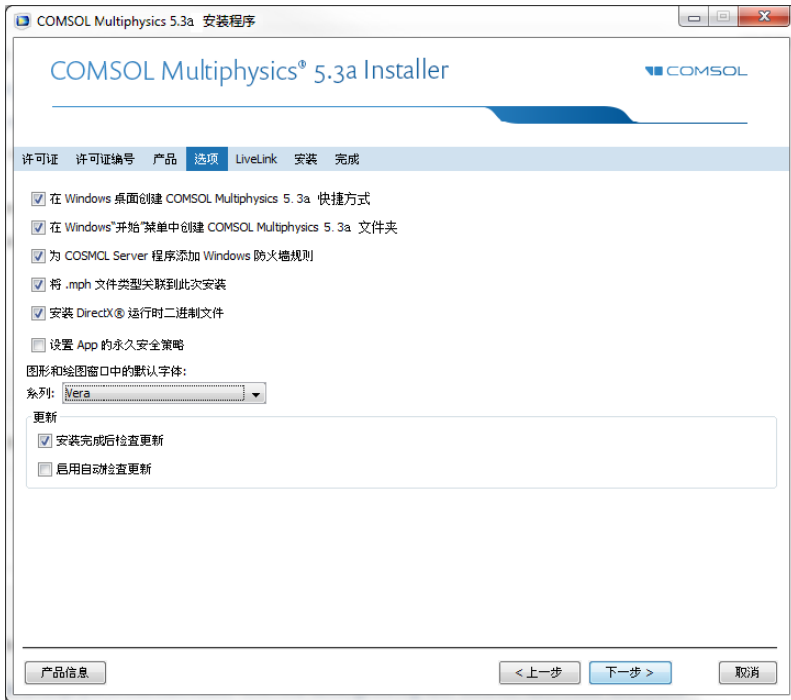 COMSOL Multiphysics 5.3a 安装程序
COMSOL Multiphysics® 5.3a Installer
COMSOL
许可证 许可证编号 产品 选项 LiveLink 安装 完成
在 Windows 桌面创建 COMSOL Multiphysics 5.3a 快捷方式
在 Windows"开始"菜单中创建 COMSOL Multiphysics 5.3a 文件夹
为 COSMCL Server 程序添加 Windows 防火墙规则
将 .mph 文件类型关联到此次安装
安装 DirectX® 运行时二进制文件
设置 App 的永久安全策略
图形和绘图窗口中的默认字体:
系列: Vera
更新
安装完成后检查更新
启用自动检查更新
产品信息 < 上一步 下一步 > 取消